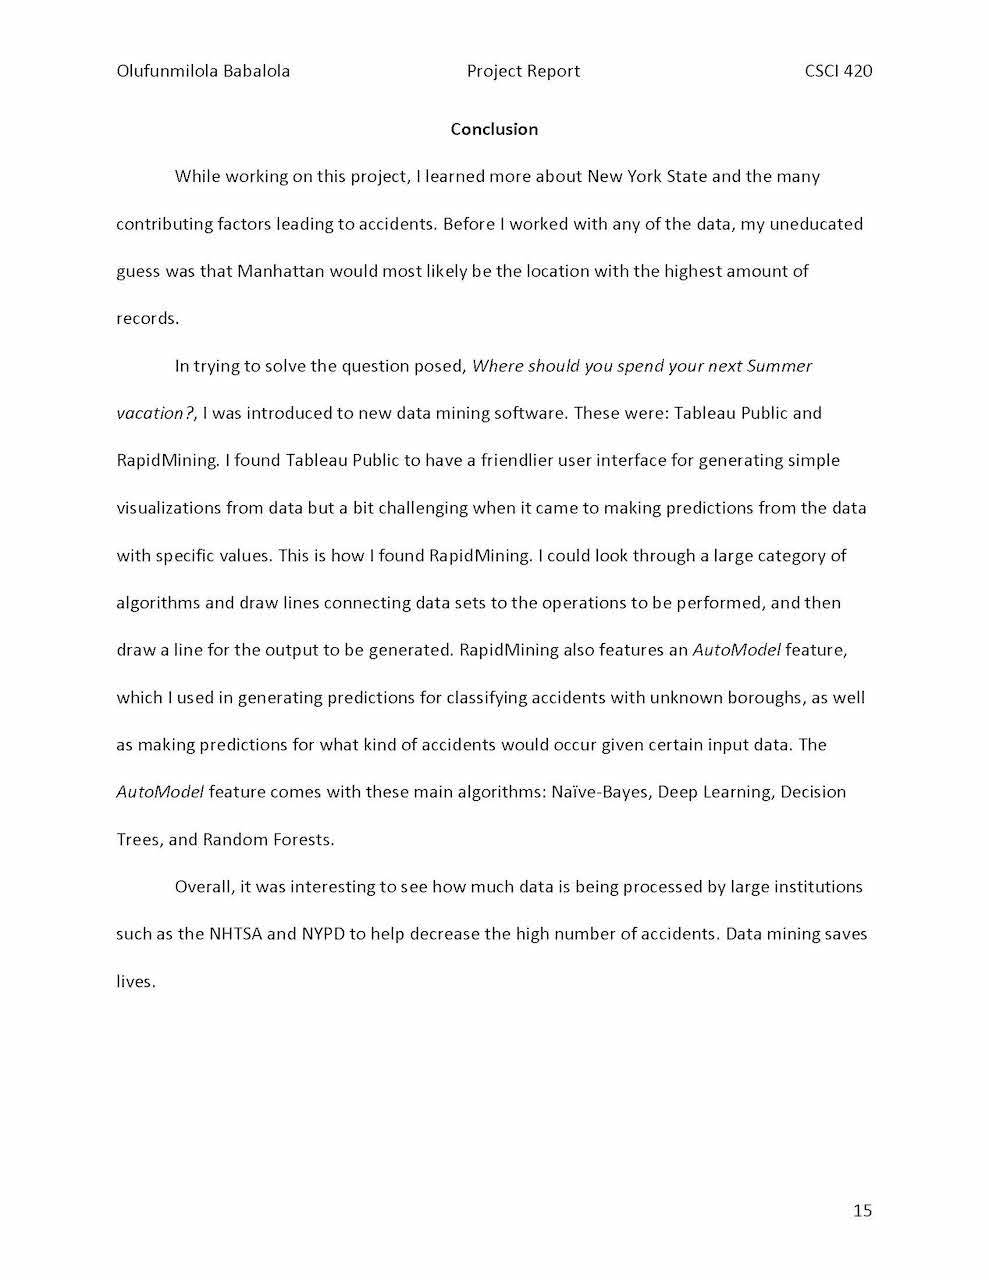 Olufunmilola Babalola Project Report CSCI 420
Conclusion
While working on this project, I learned more about New York State and the many
contributing factors leading to accidents. Before I worked with any of the data, my uneducated
guess was that Manhattan would most likely be the location with the highest amount of
records.
In trying to solve the question posed, Where should you spend your next Summer
vacation?, I was introduced to new data mining software. These were: Tableau Public and
RapidMining. I found Tableau Public to have a friendlier user interface for generating simple
visualizations from data but a bit challenging when it came to making predictions from the data
with specific values. This is how I found RapidMining. I could look through a large category of
algorithms and draw lines connecting data sets to the operations to be performed, and then
draw a line for the output to be generated. RapidMining also features an AutoModel feature,
which I used in generating predictions for classifying accidents with unknown boroughs, as well
as making predictions for what kind of accidents would occur given certain input data. The
AutoModel feature comes with these main algorithms: Naïve-Bayes, Deep Learning, Decision
Trees, and Random Forests.
Overall, it was interesting to see how much data is being processed by large institutions
such as the NHTSA and NYPD to help decrease the high number of accidents. Data mining saves
lives.
15